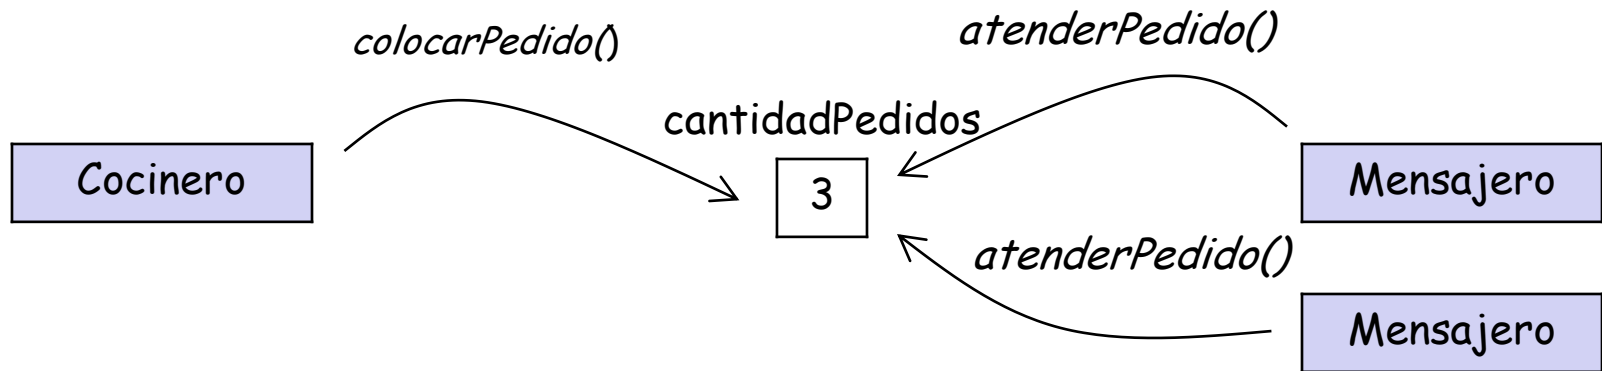 colocarPedido()
atenderPedido()
cantidadPedidos
Cocinero
3
Mensajero
atenderPedido()
Mensajero